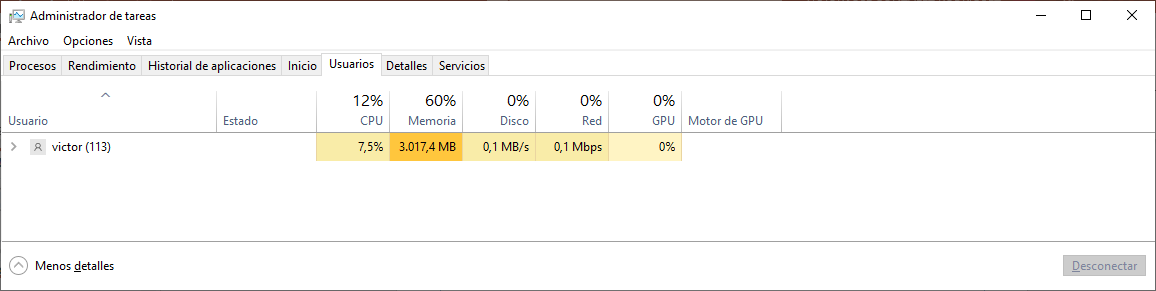 Administrador de tareas
Archivo Opciones Vista
Procesos Rendimiento Historial de aplicaciones Inicio Usuarios Detalles Servicios
12% 60% 0% 0% 0%
Usuario Estado CPU Memoria Disco Red GPU Motor de GPU
victor (113) 7,5% 3.017,4 MB 0,1 MB/s 0,1 Mbps 0%
Menos detalles Desconectar